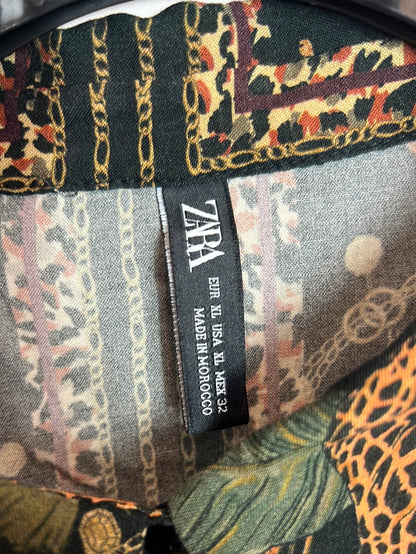 ZARA
EUR XL USA XL MEX 32
MADE IN MOROCCO